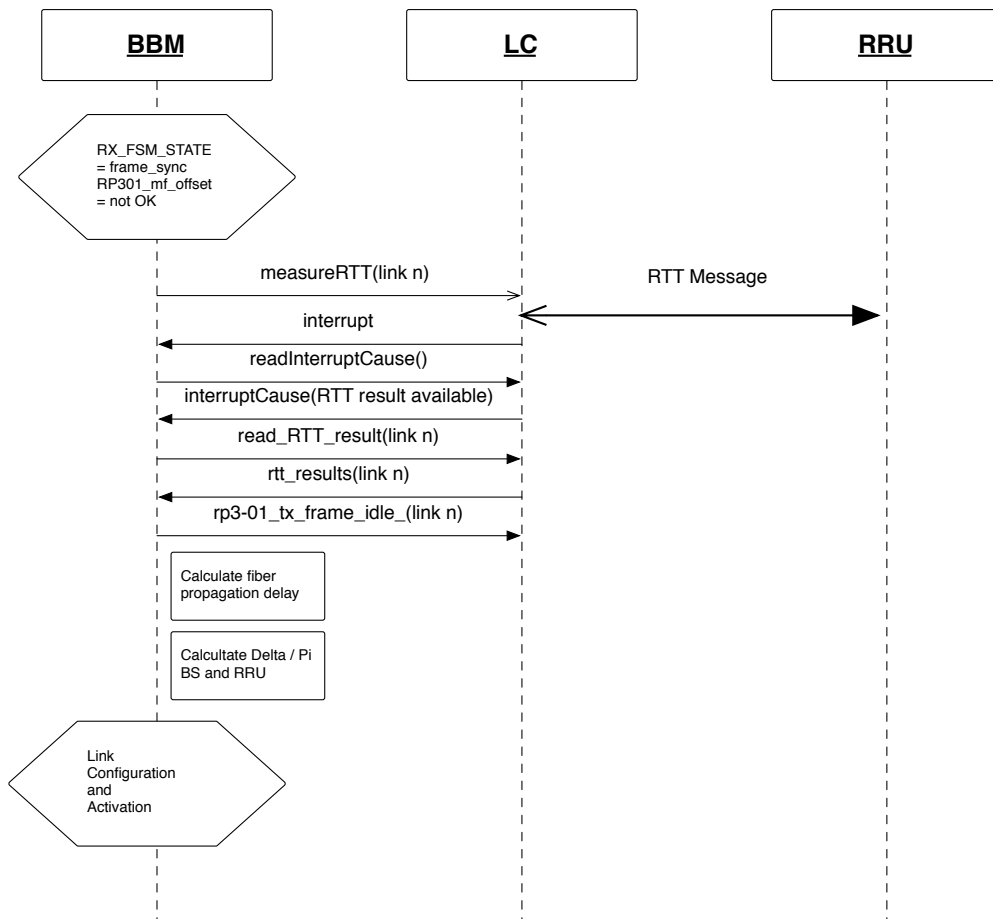 BBM
LC
RRU
RX_FSM_STATE
= frame_sync
RP301_mf_offset
= not OK
measureRTT(link n)
RTT Message
interrupt
readInterruptCause()
interruptCause(RTT result available)
read_RTT_result(link n)
rtt_results(link n)
rp3-01_tx_frame_idle_(link n)
Calculate fiber
propagation delay
Calcultate Delta / Pi
BS and RRU
Link
Configuration
and
Activation